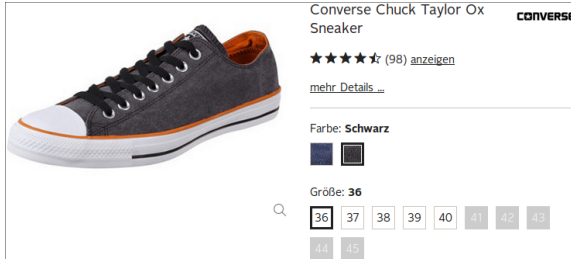 Converse Chuck Taylor Ox
Sneaker
CONVERSE
(98) anzeigen
mehr Details ...
Farbe: Schwarz
Größe: 36
36 37 38 39 40 41 42 43
44 45